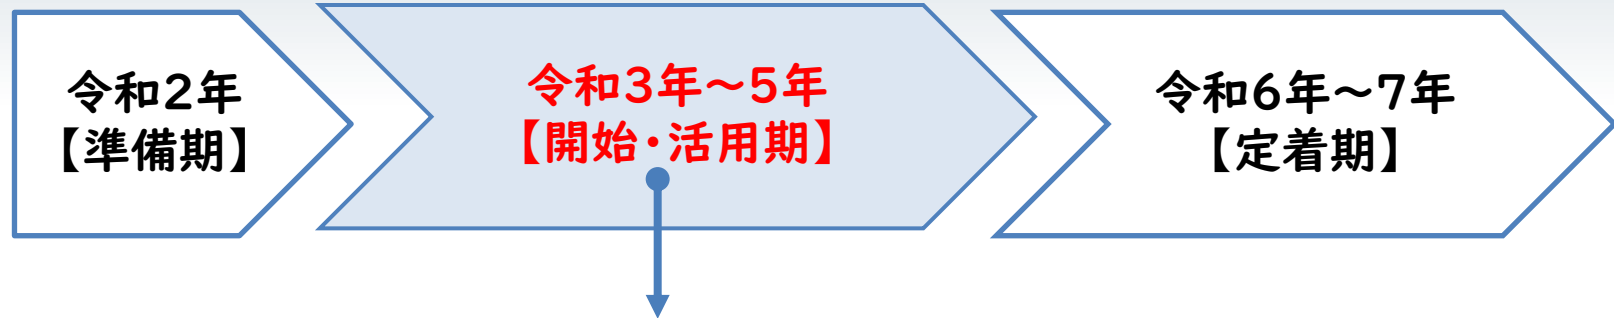 令和2年
【準備期】
令和3年～5年
【開始・活用期】
令和6年～7年
【定着期】